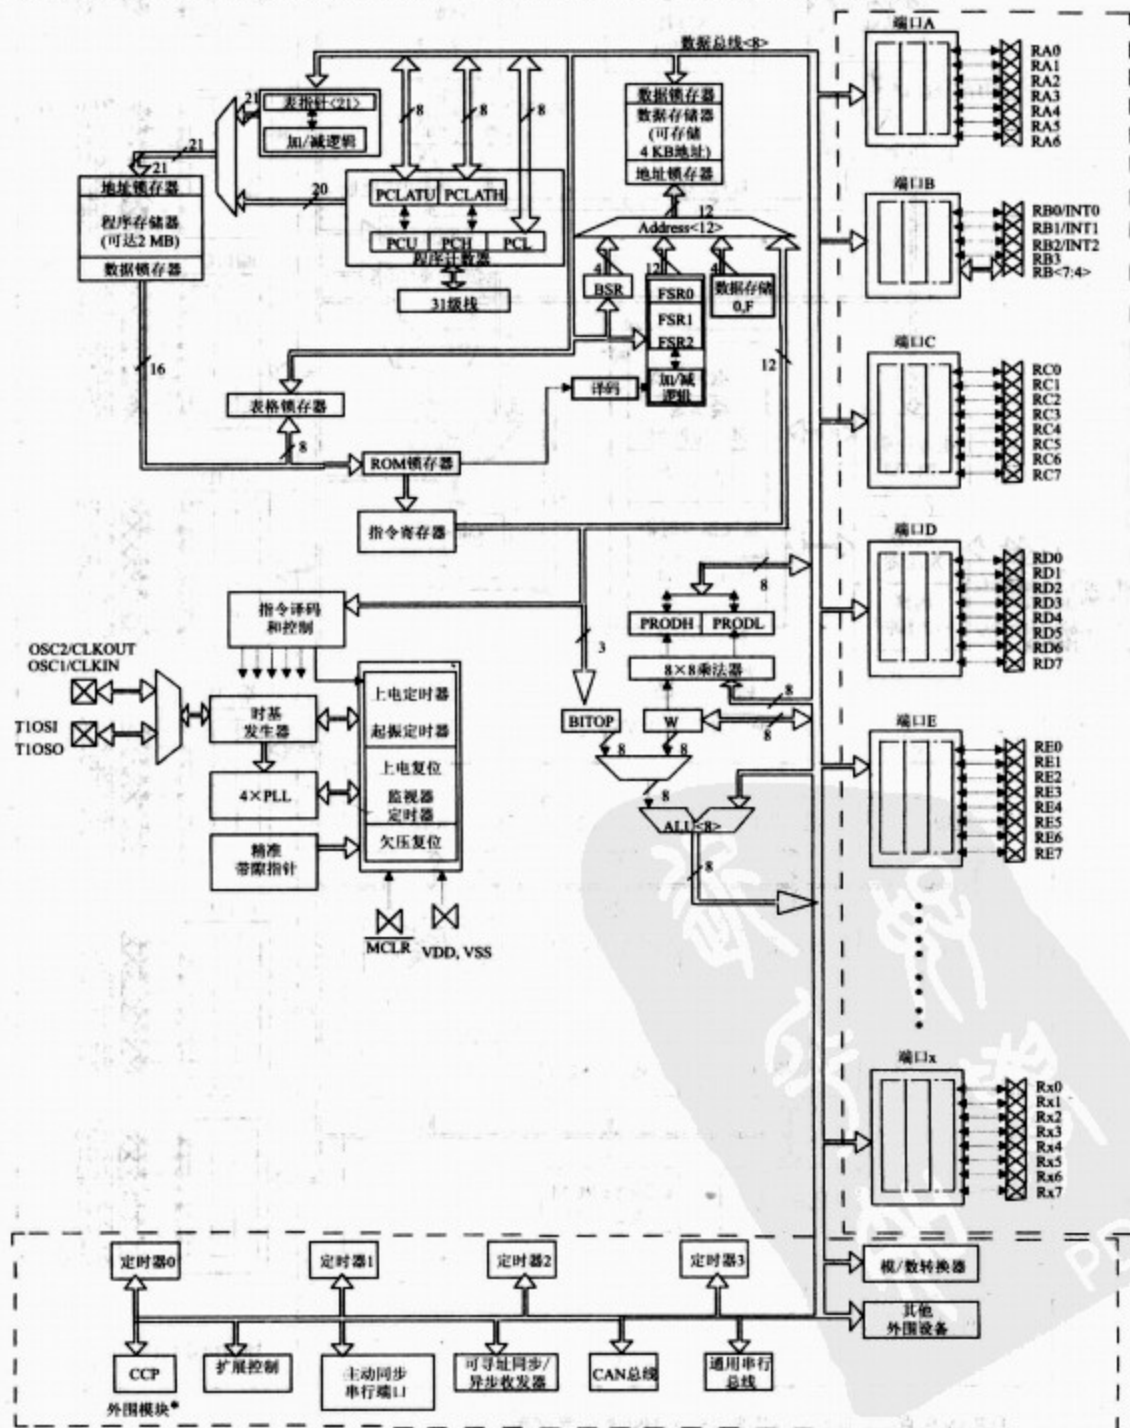 数据总线<8>
21
表指针<21>
加/减逻辑
8
8
8
21
21
20
地址锁存器
程序存储器
(可达2 MB)
数据锁存器
PCLATU
PCLATH
PCU
PCH
PCL
程序计数器
31级栈
数据锁存器
数据存储器
(可存储
4 KB地址)
地址锁存器
12
Address<12>
4
12
4
BSR
FSR0
FSR1
FSR2
数据存储
0,F
加/减
逻辑
译码
12
16
表格锁存器
8
ROM锁存器
指令寄存器
指令译码
和控制
OSC2/CLKOUT
OSC1/CLKIN
T1OSI
T1OSO
时基
发生器
4×PLL
精准
带隙指针
上电定时器
起振定时器
上电复位
监视器
定时器
欠压复位
MCLR
VDD, VSS
8
PRODH
PRODL
3
8×8乘法器
8
BITOP
W
8
8
8
8
ALU<8>
8
端口A
RA0
RA1
RA2
RA3
RA4
RA5
RA6
端口B
RB0/INT0
RB1/INT1
RB2/INT2
RB3
RB<7:4>
端口C
RC0
RC1
RC2
RC3
RC4
RC5
RC6
RC7
端口D
RD0
RD1
RD2
RD3
RD4
RD5
RD6
RD7
端口E
RE0
RE1
RE2
RE3
RE4
RE5
RE6
RE7
端口x
Rx0
Rx1
Rx2
Rx3
Rx4
Rx5
Rx6
Rx7
定时器0
定时器1
定时器2
定时器3
模/数转换器
其他
外围设备
CCP
扩展控制
主动同步
串行端口
可寻址同步/
异步收发器
CAN总线
通用串行
总线
外围模块*
PD